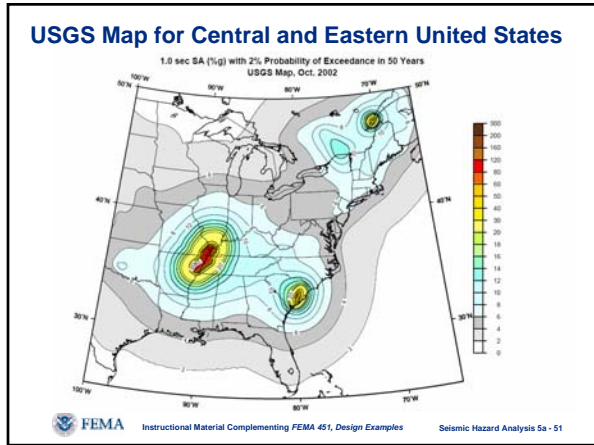 USGS Map for Central and Eastern United States
1.0 sec SA (%g) with 2% Probability of Exceedance in 50 Years
USGS Map, Oct. 2002
100°W
90°W
80°W
70°W
50°N
50°N
40°N
40°N
30°N
30°N
100°W
90°W
80°W
70°W
300
200
160
120
80
60
50
40
30
20
18
16
14
12
10
8
6
4
2
0
FEMA
Instructional Material Complementing FEMA 451, Design Examples
Seismic Hazard Analysis 5a - 51